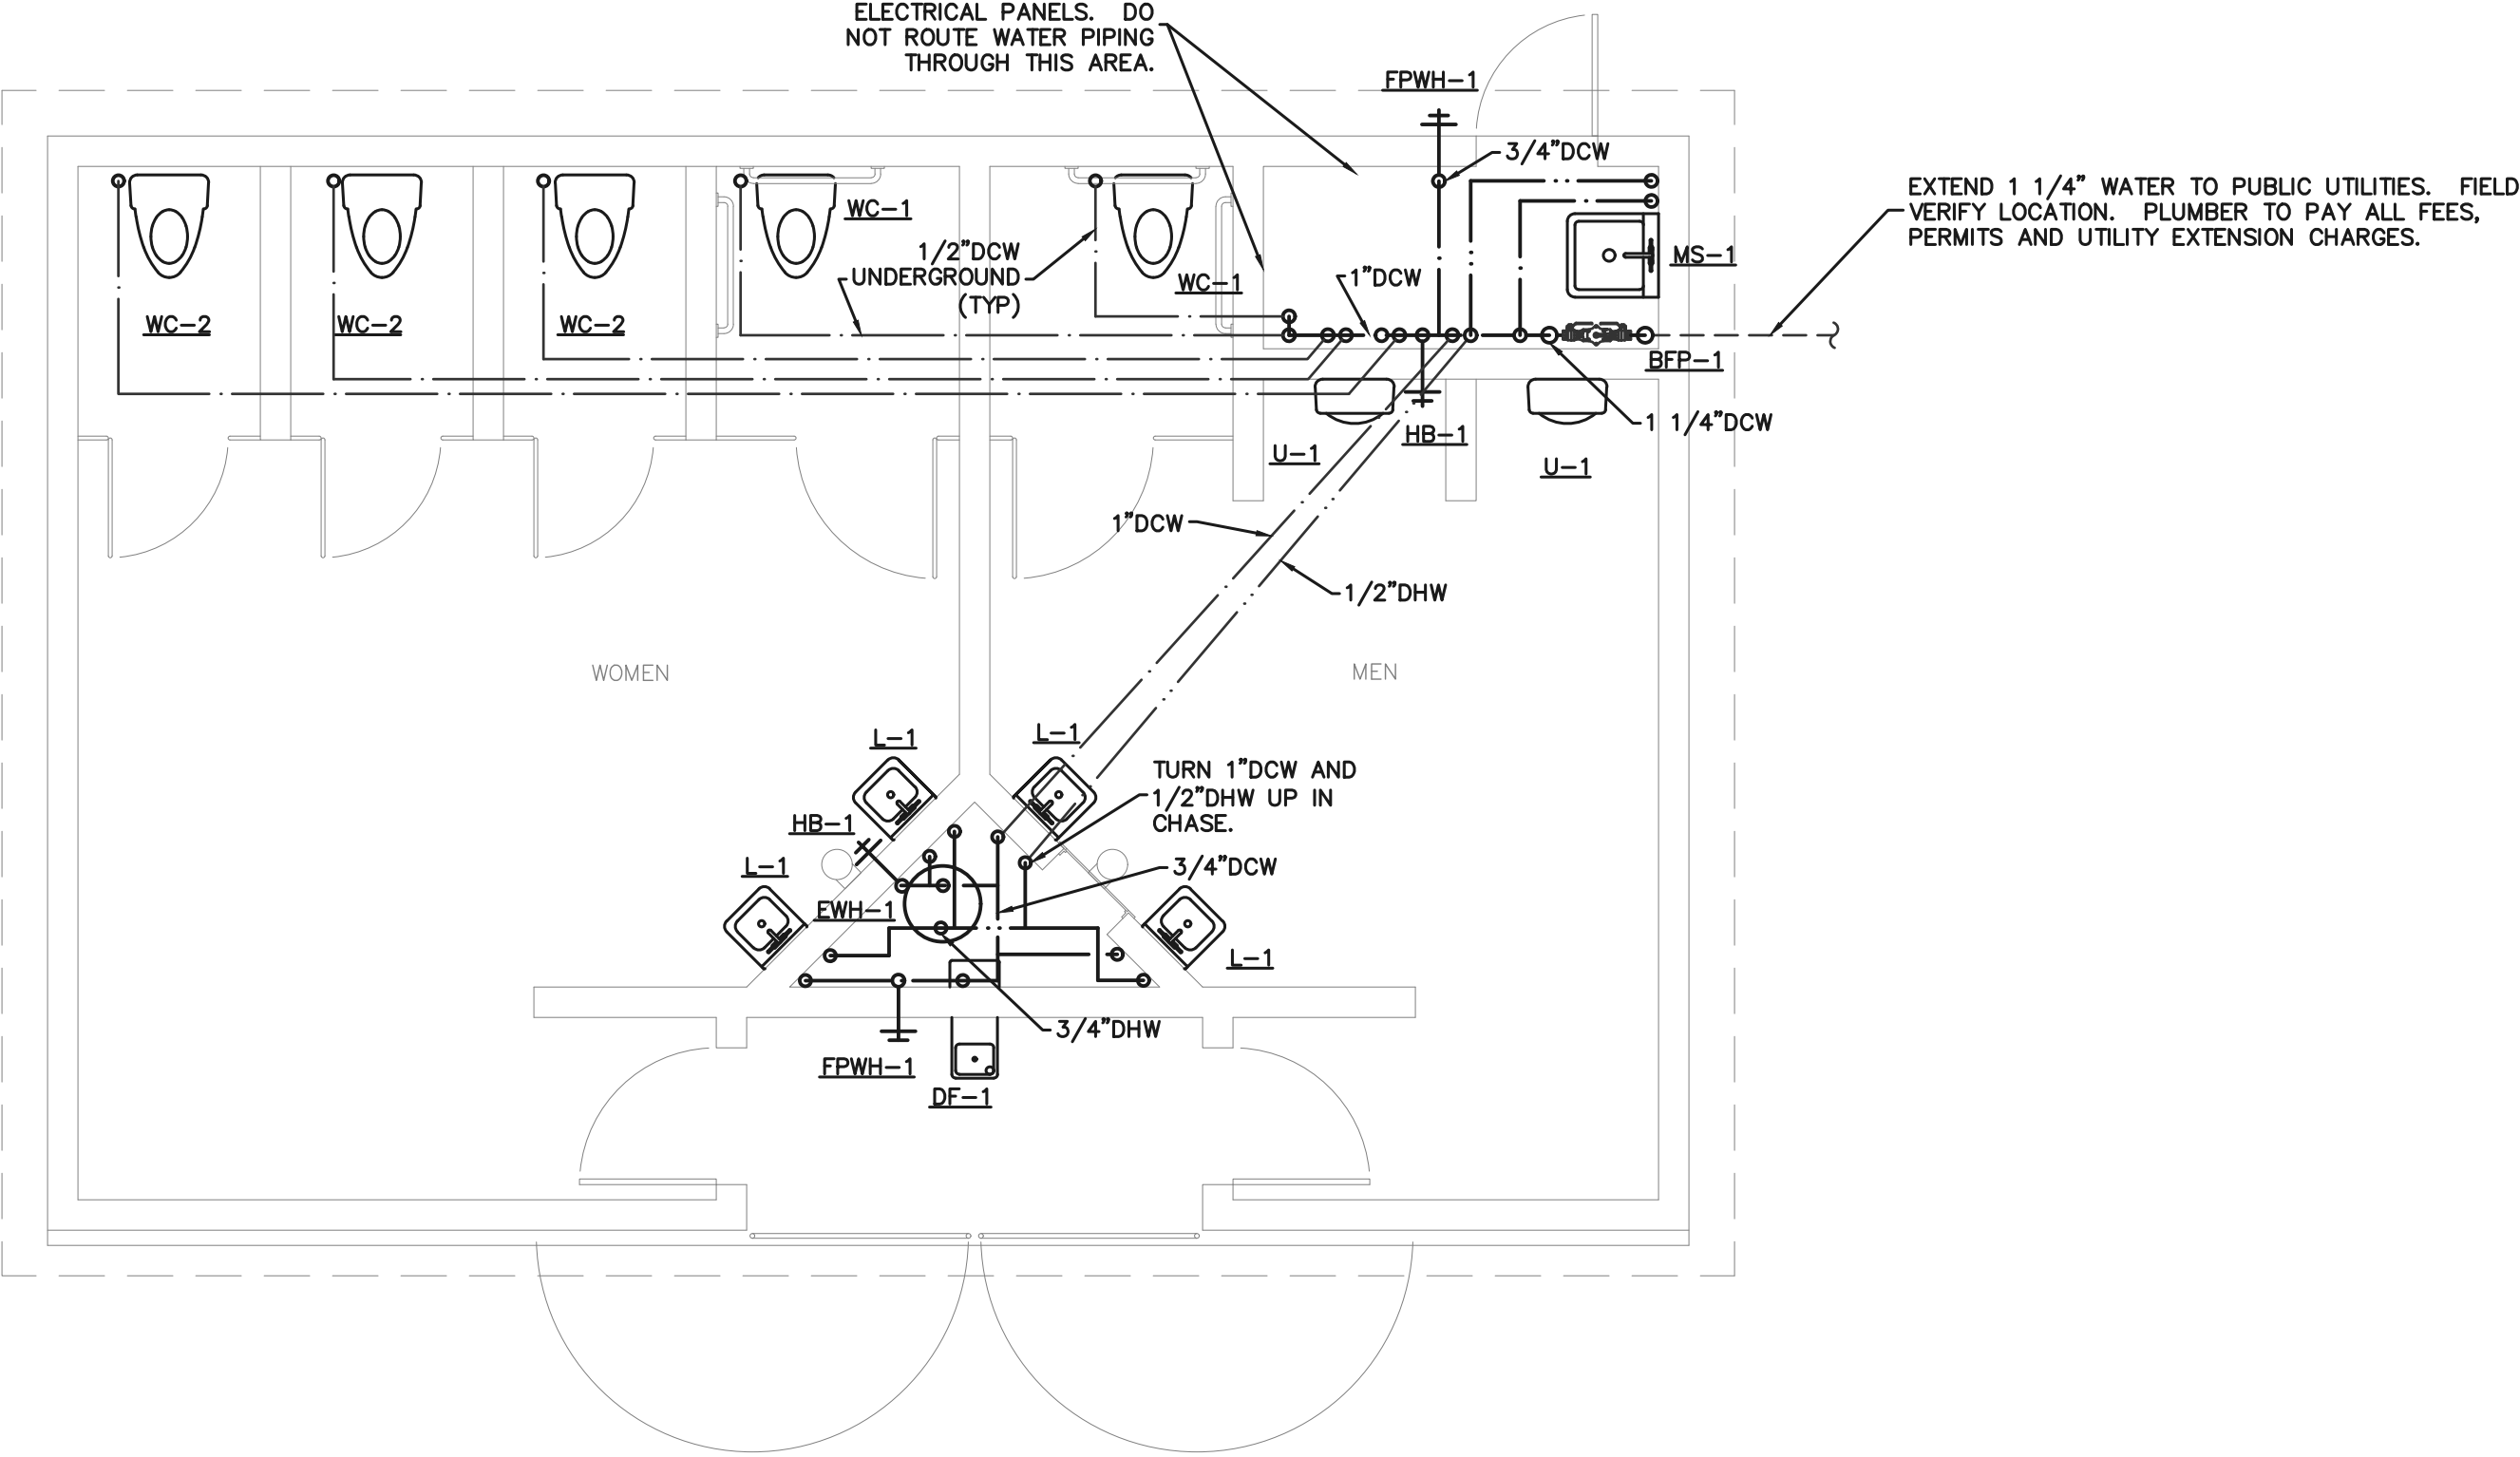 ELECTRICAL PANELS. DO
NOT ROUTE WATER PIPING
THROUGH THIS AREA.
FPWH-1
3/4"DCW
EXTEND 1 1/4" WATER TO PUBLIC UTILITIES. FIELD
VERIFY LOCATION. PLUMBER TO PAY ALL FEES,
PERMITS AND UTILITY EXTENSION CHARGES.
WC-1
1/2"DCW
UNDERGROUND
(TYP)
WC-1
1"DCW
MS-1
WC-2
WC-2
WC-2
BFP-1
1 1/4"DCW
HB-1
U-1
U-1
1"DCW
1/2"DHW
WOMEN
MEN
L-1
L-1
TURN 1"DCW AND
1/2"DHW UP IN
CHASE.
HB-1
L-1
3/4"DCW
EWH-1
L-1
3/4"DHW
FPWH-1
DF-1